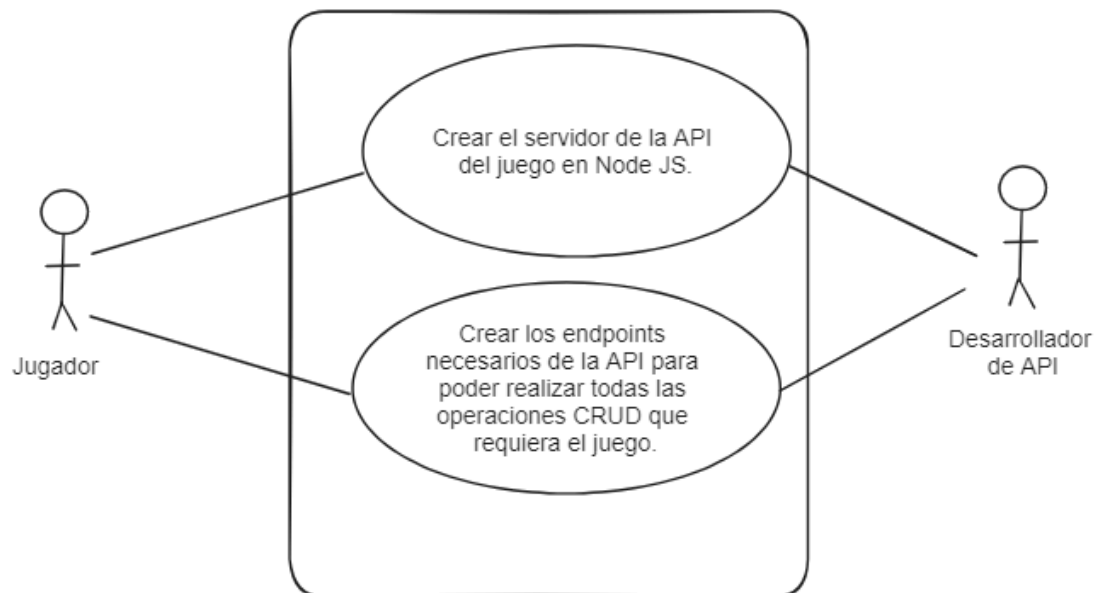 Crear el servidor de la API
del juego en Node JS.
Jugador
Crear los endpoints
necesarios de la API para
poder realizar todas las
operaciones CRUD que
requiera el juego.
Desarrollador
de API